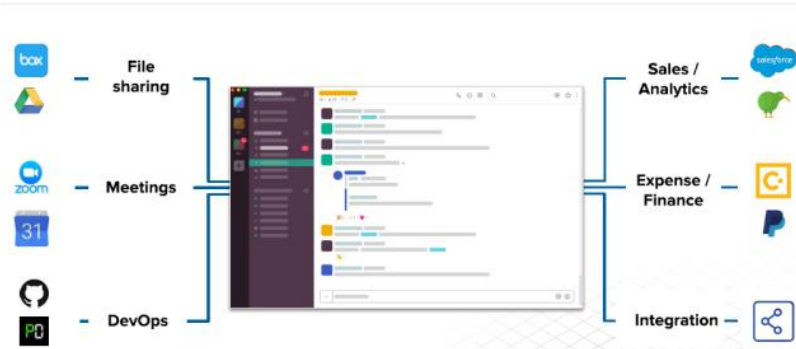 box
File
sharing
zoom
Meetings
31
DevOps
PD
Sales /
Analytics
salesforce
Expense /
Finance
C
Integration